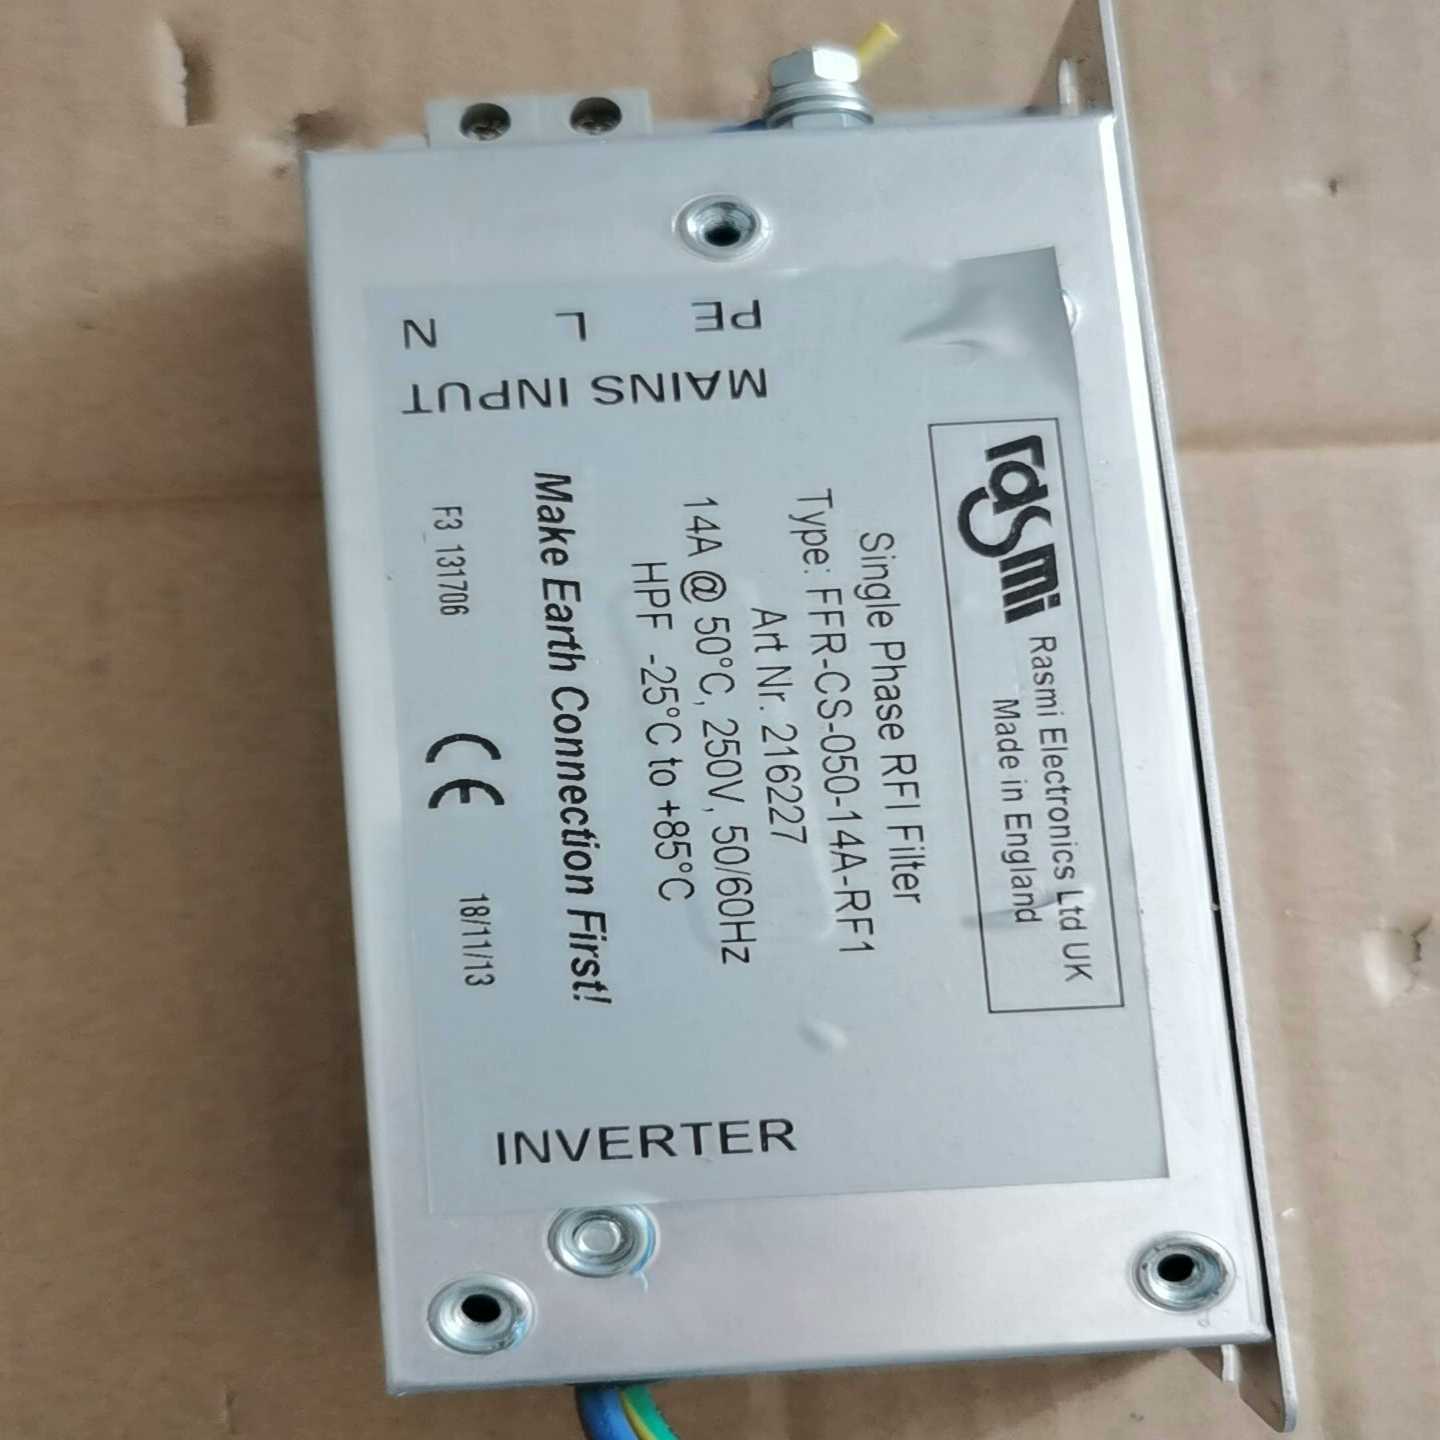 rasmi
Rasmi Electronics Ltd UK
Made in England
Single Phase RFI Filter
Type: FFR-CS-050-14A-RF1
Art Nr. 216227
14A @ 50°C, 250V, 50/60Hz
HPF -25°C to +85°C
Make Earth Connection First!
F3_131706
CE
18/11/13
PE L N
MAINS INPUT
INVERTER